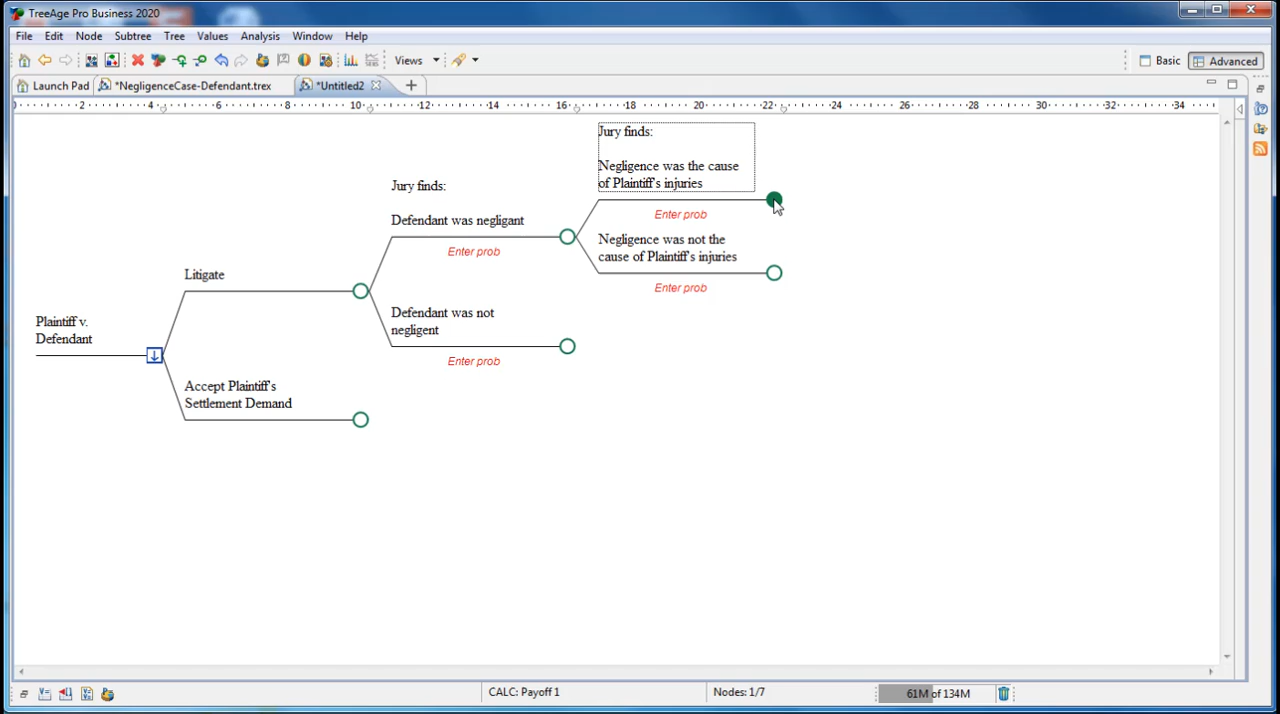 TreeAge Pro Business 2020
File Edit Node Subtree Tree Values Analysis Window Help
Views Basic Advanced
Launch Pad *NegligenceCase-Defendant.trex *Untitled2
2 4 6 8 10 12 14 16 18 20 22 24 26 28 30 32 34
Jury finds:
Negligence was the cause
of Plaintiff's injuries
Enter prob
Negligence was not the
cause of Plaintiff's injuries
Enter prob
Jury finds:
Defendant was negligant
Enter prob
Defendant was not
negligent
Enter prob
Litigate
Plaintiff v.
Defendant
Accept Plaintiff's
Settlement Demand
CALC: Payoff 1 Nodes: 1/7 61M of 134M